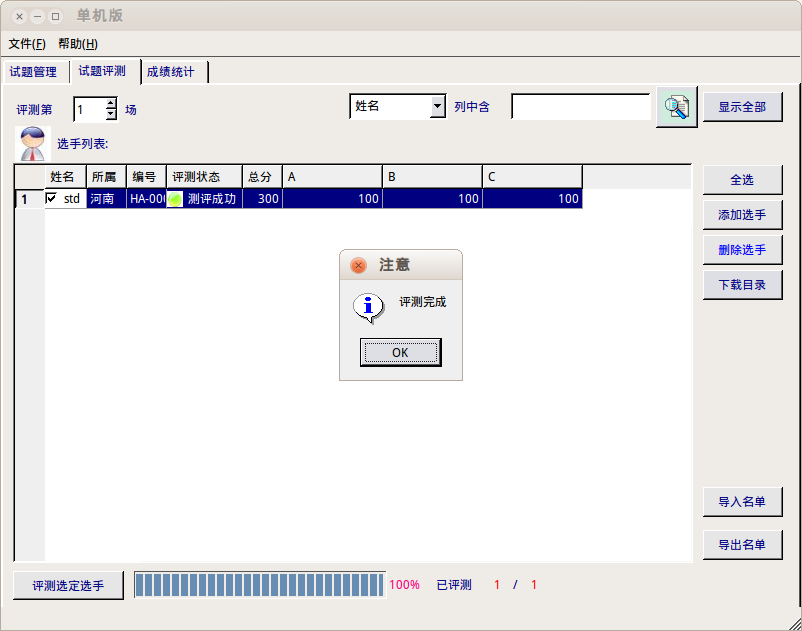 单机版
文件(F) 帮助(H)
试题管理 试题评测 成绩统计
评测第 1 场 姓名 列中含 显示全部
选手列表:
姓名 所属 编号 评测状态 总分 A B C
1 std 河南 HA-00 测评成功 300 100 100 100
全选
添加选手
删除选手
下载目录
注意
评测完成
OK
导入名单
导出名单
评测选定选手 100% 已评测 1 / 1